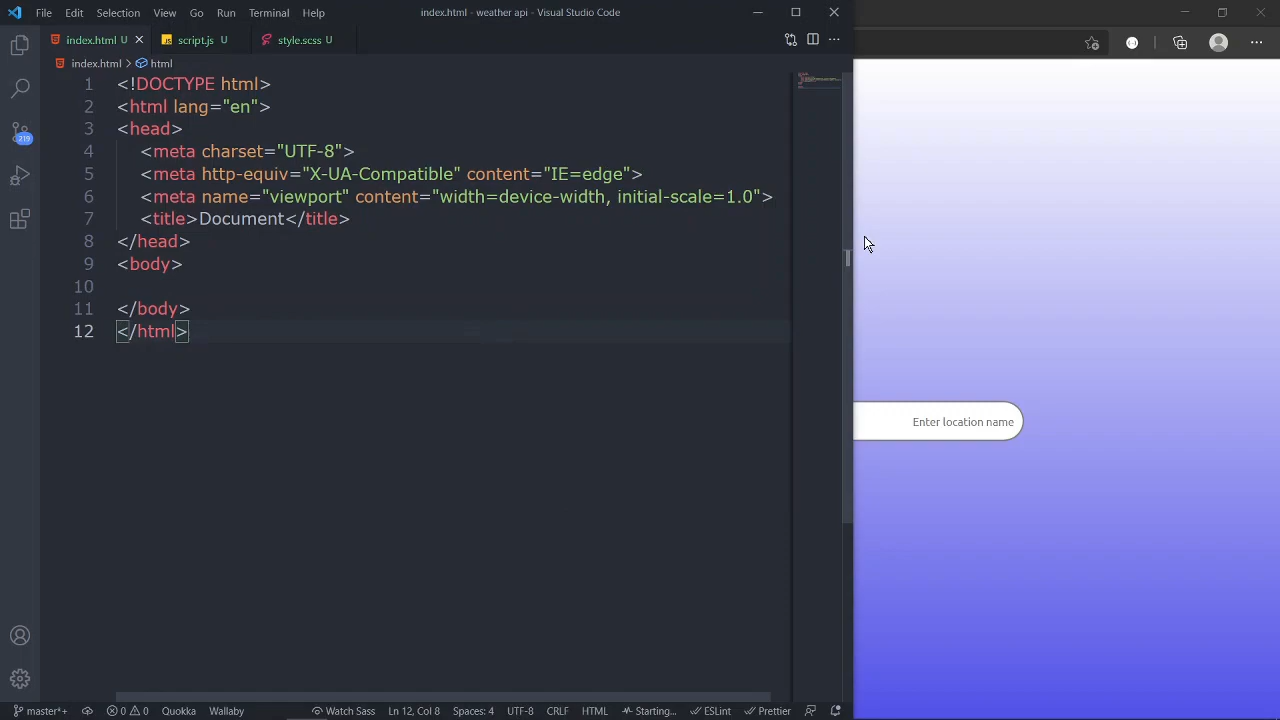 File Edit Selection View Go Run Terminal Help index.html - weather api - Visual Studio Code
index.html U script.js U style.scss U
index.html > html
1 <!DOCTYPE html>
2 <html lang="en">
3 <head>
4 <meta charset="UTF-8">
5 <meta http-equiv="X-UA-Compatible" content="IE=edge">
6 <meta name="viewport" content="width=device-width, initial-scale=1.0">
7 <title>Document</title>
8 </head>
9 <body>
10
11 </body>
12 </html>
219
Enter location name
master*+ 0 0 Quokka Wallaby Watch Sass Ln 12, Col 8 Spaces: 4 UTF-8 CRLF HTML Starting... ESLint Prettier